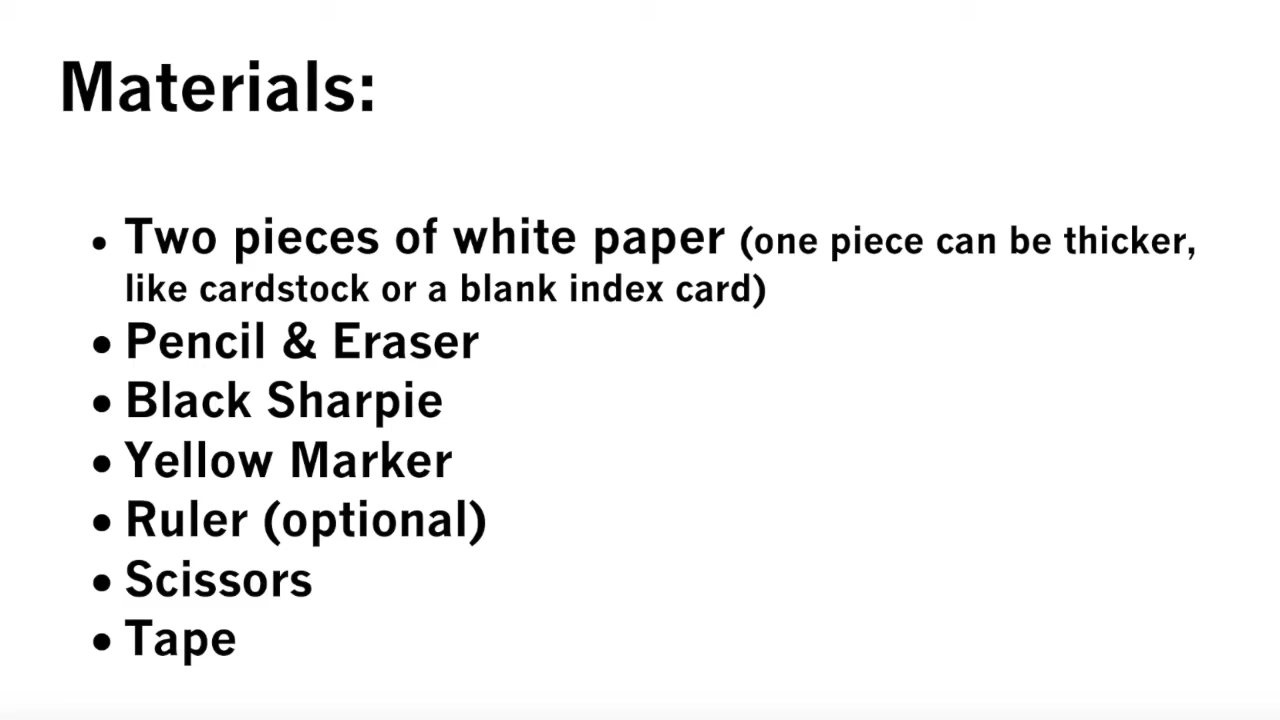 Materials:
• Two pieces of white paper (one piece can be thicker,
like cardstock or a blank index card)
• Pencil & Eraser
• Black Sharpie
• Yellow Marker
• Ruler (optional)
• Scissors
• Tape